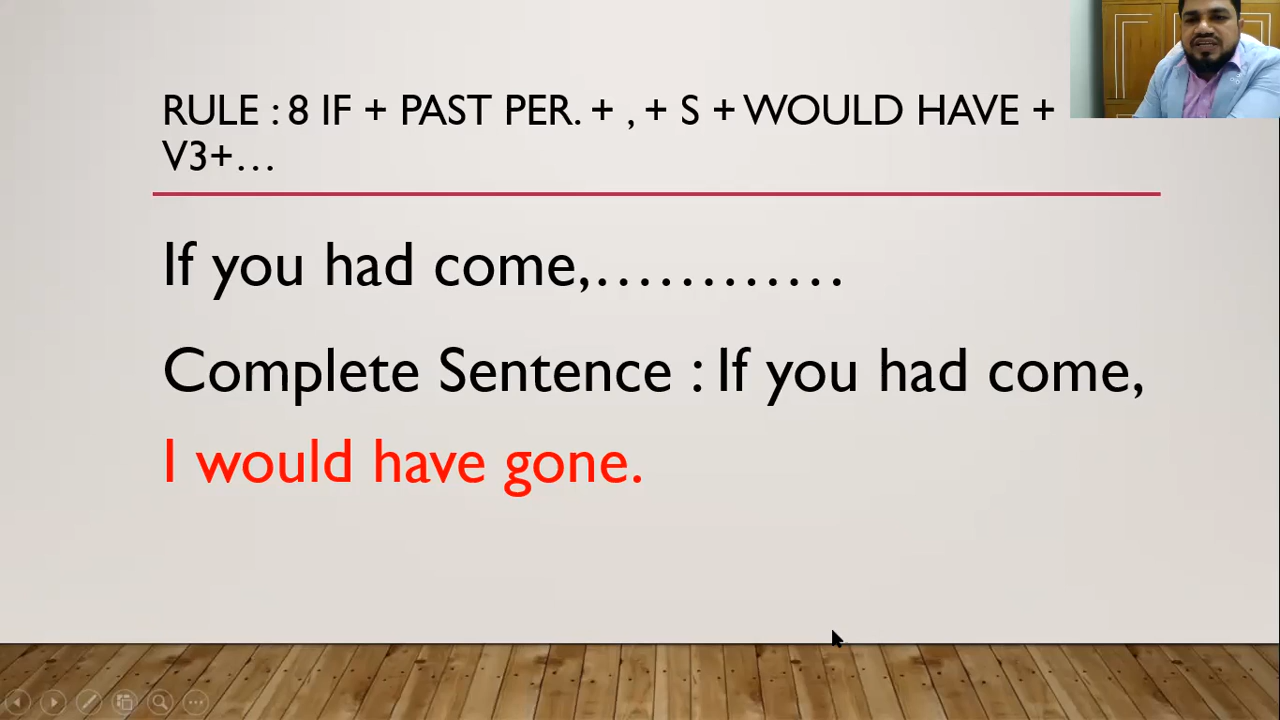 RULE : 8 IF + PAST PER. + , + S + WOULD HAVE +
V3+…
If you had come,…………
Complete Sentence : If you had come,
I would have gone.